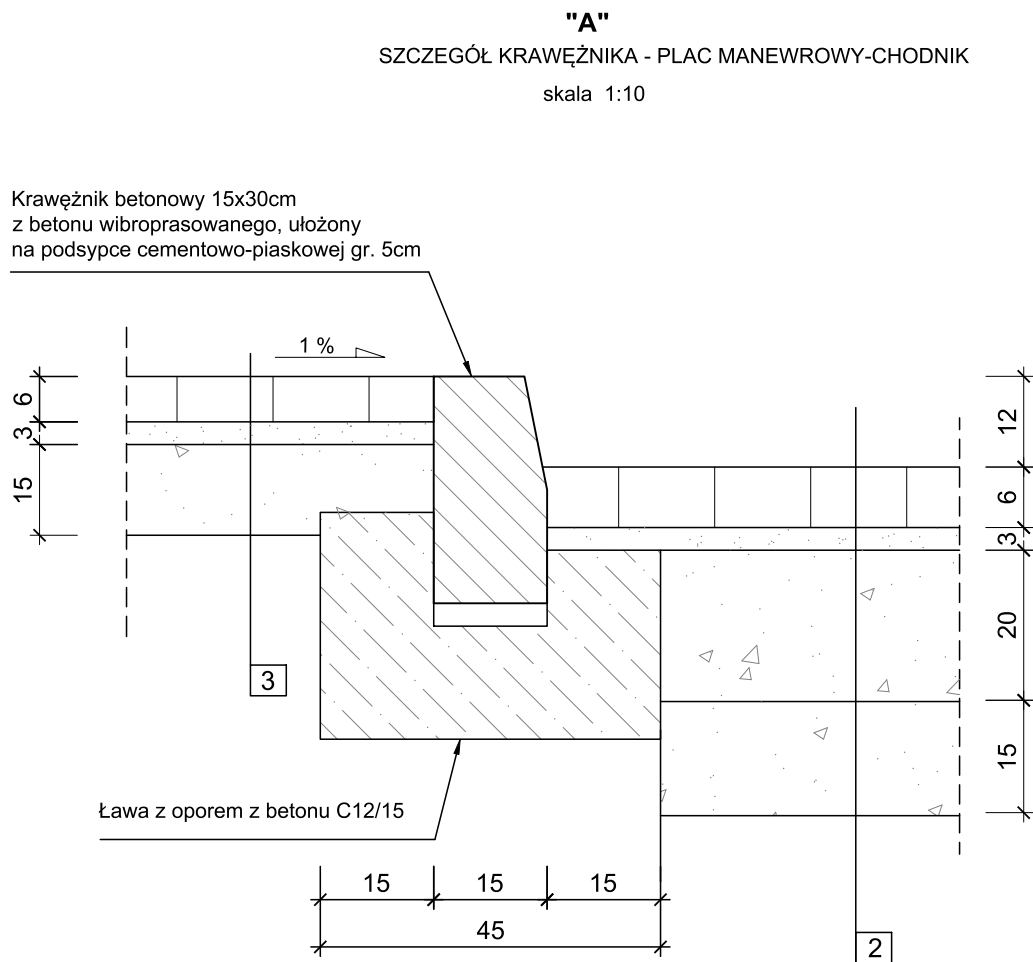 "A"
SZCZEGÓŁ KRAWĘŻNIKA - PLAC MANEWROWY-CHODNIK
skala 1:10
Krawężnik betonowy 15x30cm
z betonu wibroprasowanego, ułożony
na podsypce cementowo-piaskowej gr. 5cm
1 %
6
3
15
12
6
3
20
15
3
Ława z oporem z betonu C12/15
15 15 15
45
2